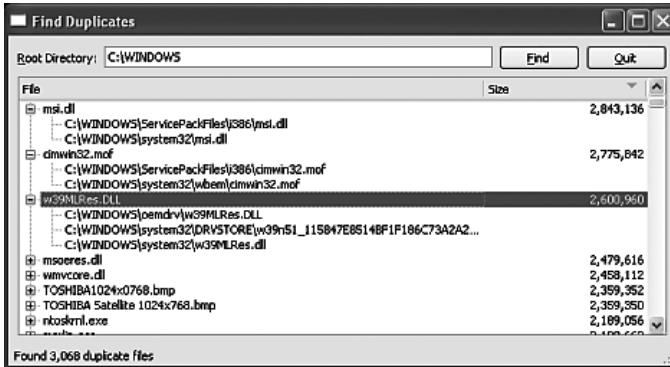 Find Duplicates
Root Directory: C:\WINDOWS Find Quit
File Size
msi.dll 2,843,136
C:\WINDOWS\ServicePackFiles\i386\msi.dll
C:\WINDOWS\system32\msi.dll
cimwin32.mof 2,775,842
C:\WINDOWS\ServicePackFiles\i386\cimwin32.mof
C:\WINDOWS\system32\wbem\cimwin32.mof
w39MLRes.DLL 2,600,960
C:\WINDOWS\oemdrv\w39MLRes.DLL
C:\WINDOWS\system32\DRVSTORE\w39n51_115847E8514BF1F186C73A2A2...
C:\WINDOWS\system32\w39MLRes.dll
msoeres.dll 2,479,616
wmvcore.dll 2,458,112
TOSHIBA1024x0768.bmp 2,359,352
TOSHIBA Satellite 1024x768.bmp 2,359,350
ntoskrnl.exe 2,189,056
Found 3,068 duplicate files